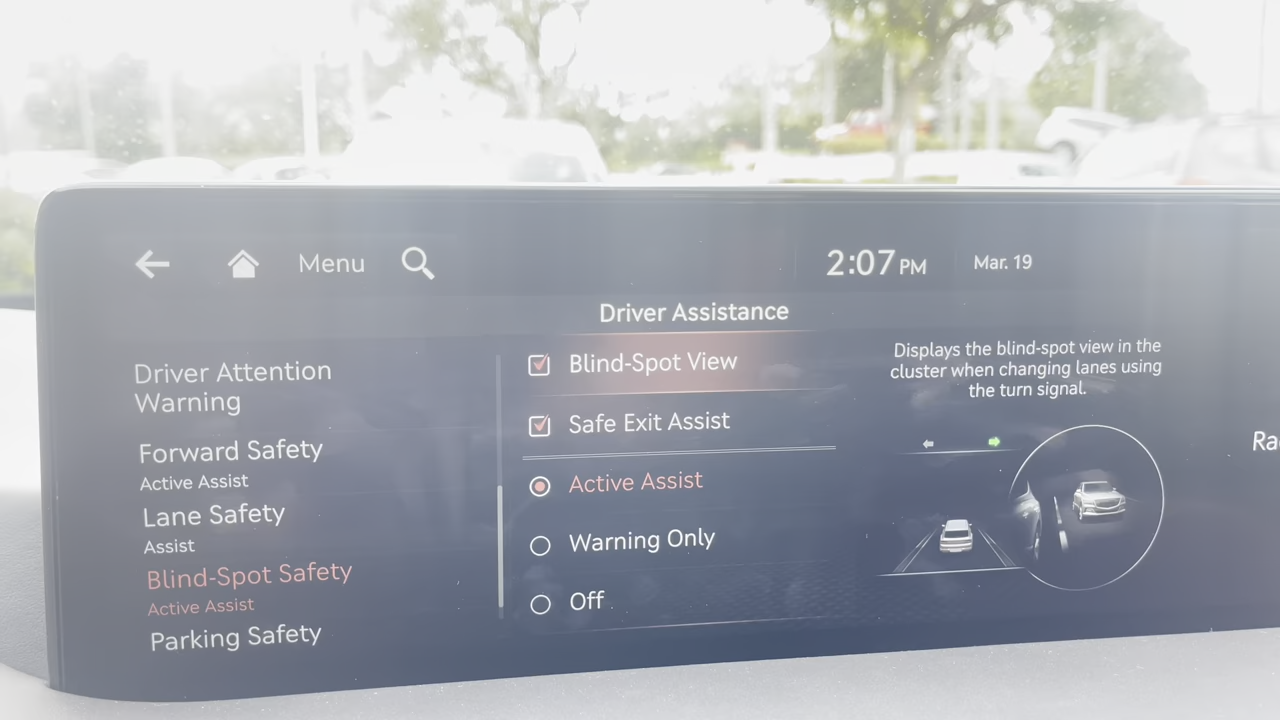 Menu
2:07 PM
Mar. 19
Driver Assistance
Driver Attention
Warning
Forward Safety
Active Assist
Lane Safety
Assist
Blind-Spot Safety
Active Assist
Parking Safety
Blind-Spot View
Safe Exit Assist
Active Assist
Warning Only
Off
Displays the blind-spot view in the
cluster when changing lanes using
the turn signal.